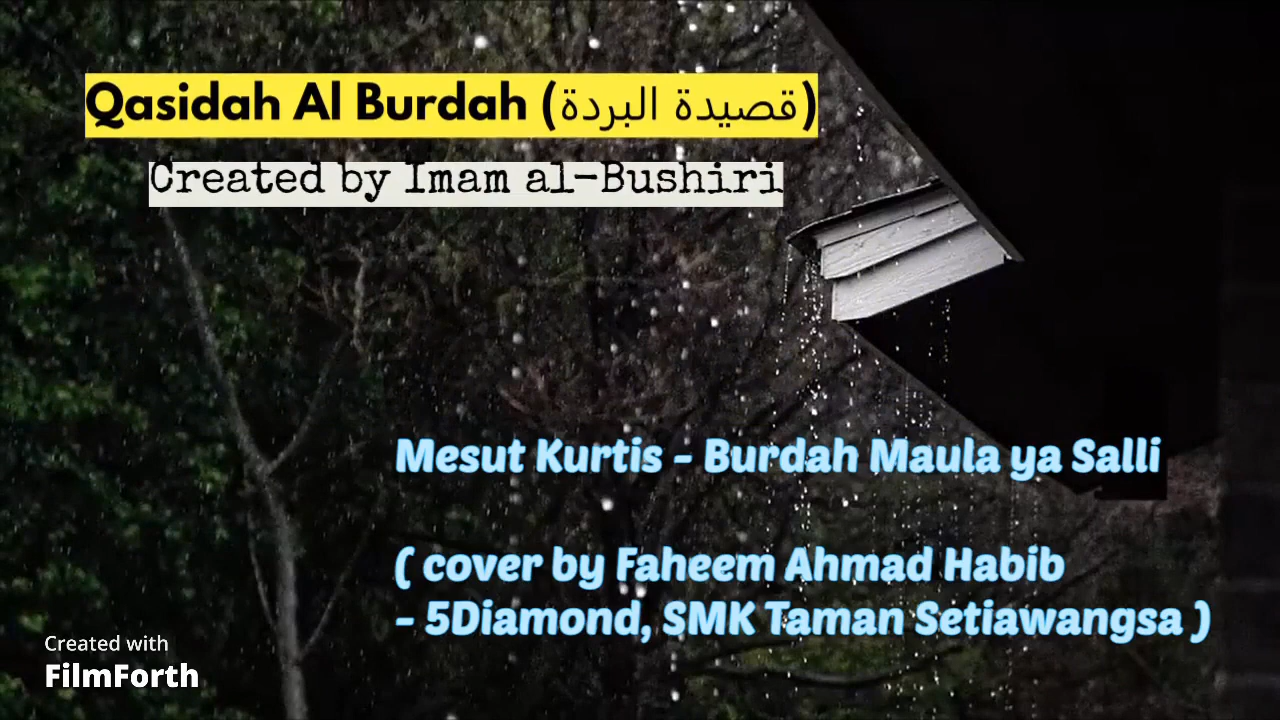 Qasidah Al Burdah (قصيدة البردة)
Created by Imam al-Bushiri
Mesut Kurtis - Burdah Maula ya Salli
( cover by Faheem Ahmad Habib
- 5Diamond, SMK Taman Setiawangsa )
Created with
FilmForth